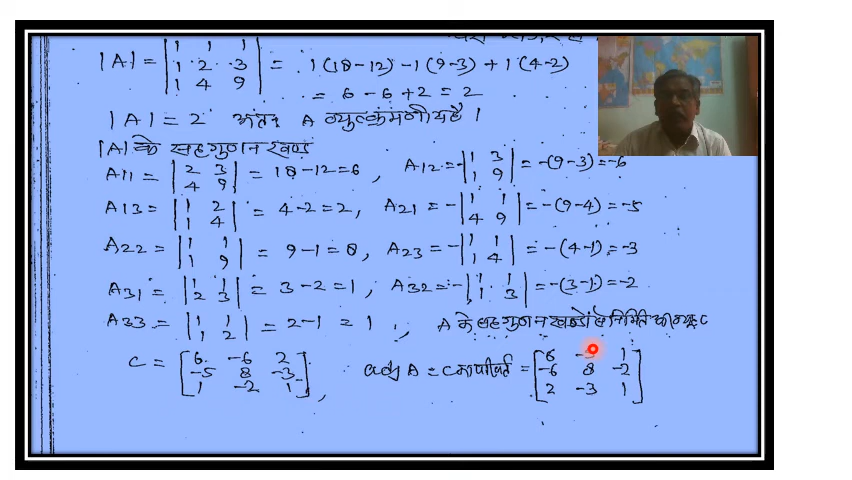 |A| = | 1 1 1 | = 1(18-12) -1(9-3) + 1(4-2)
| 1 2 3 |
| 1 4 9 | = 6 - 6 + 2 = 2
|A| = 2 अतः A व्युत्क्रमणीय है ।
|A| के सहगुणनखण्ड
A11 = | 2 3 | = 18-12=6 , A12 = -| 1 3 | = -(9-3) = -6
| 4 9 | | 1 9 |
A13 = | 1 2 | = 4-2=2, A21 = -| 1 1 | = -(9-4) = -5
| 1 4 | | 4 9 |
A22 = | 1 1 | = 9-1=8, A23 = -| 1 1 | = -(4-1) = -3
| 1 9 | | 1 4 |
A31 = | 1 1 | = 3-2=1, A32 = -| 1 1 | = -(3-1) = -2
| 2 3 | | 1 3 |
A33 = | 1 1 | = 2-1 = 1 , A के सहगुणनखण्डों से निर्मित C
| 1 2 |
C = [ 6 -6 2 ] adj A = C का परिवर्त = [ 6 1 ]
[ -5 8 -3 ] [ -6 8 -2 ]
[ 1 -2 1 ] , [ 2 -3 1 ]